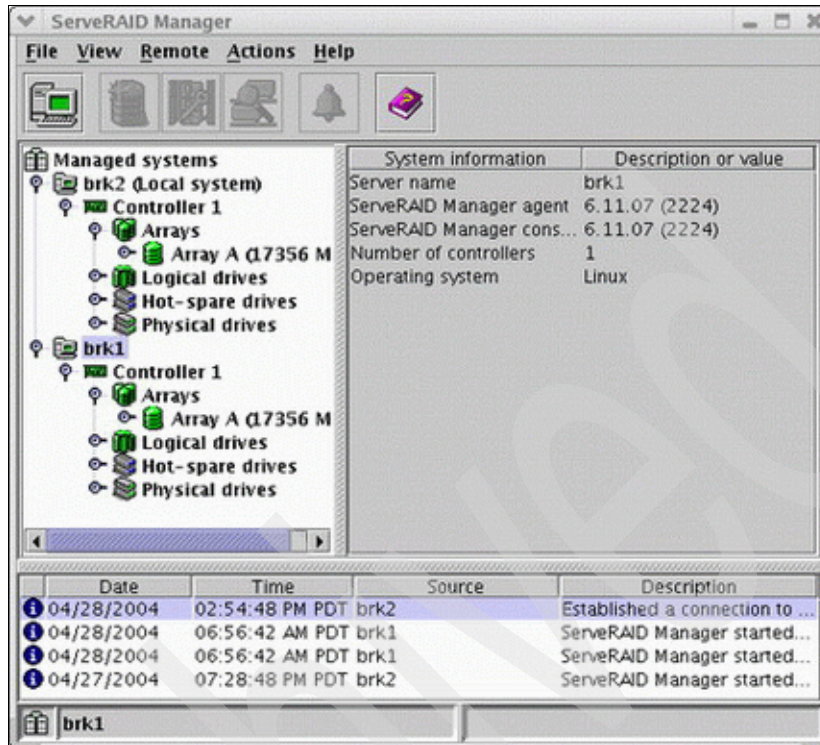 ServeRAID Manager
File View Remote Actions Help
Managed systems
brk2 (Local system)
Controller 1
Arrays
Array A (17356 M
Logical drives
Hot-spare drives
Physical drives
brk1
Controller 1
Arrays
Array A (17356 M
Logical drives
Hot-spare drives
Physical drives
System information Description or value
Server name brk1
ServeRAID Manager agent 6.11.07 (2224)
ServeRAID Manager cons... 6.11.07 (2224)
Number of controllers 1
Operating system Linux
Date Time Source Description
04/28/2004 02:54:48 PM PDT brk2 Established a connection to ...
04/28/2004 06:56:42 AM PDT brk1 ServeRAID Manager started...
04/28/2004 06:56:42 AM PDT brk1 ServeRAID Manager started...
04/27/2004 07:28:48 PM PDT brk2 ServeRAID Manager started...
brk1